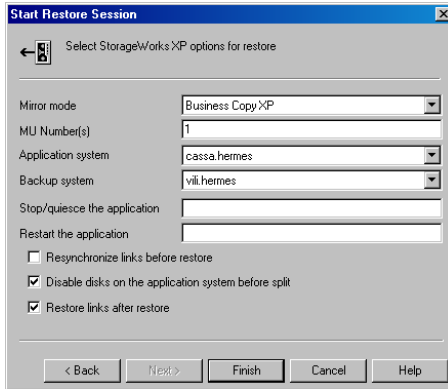 Start Restore Session
Select StorageWorks XP options for restore
Mirror mode Business Copy XP
MU Number(s) 1
Application system cassa.hermes
Backup system vili.hermes
Stop/quiesce the application
Restart the application
Resynchronize links before restore
Disable disks on the application system before split
Restore links after restore
< Back Next > Finish Cancel Help